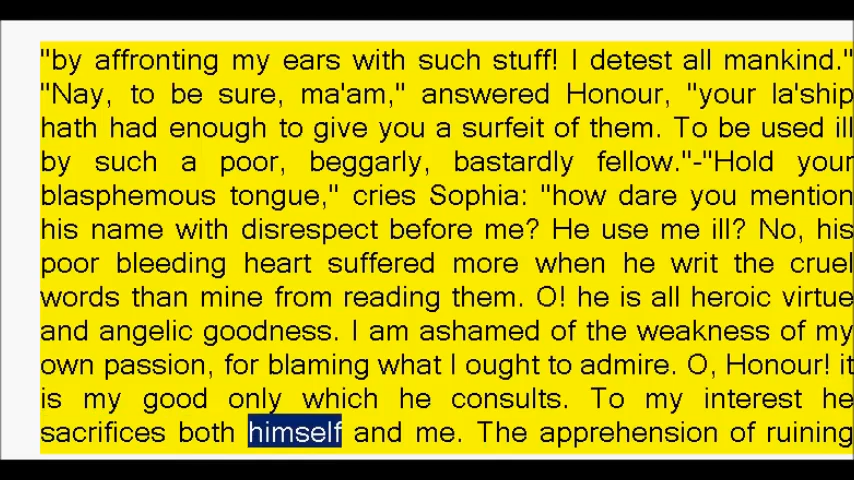 "by affronting my ears with such stuff! I detest all mankind."
"Nay, to be sure, ma'am," answered Honour, "your la'ship
hath had enough to give you a surfeit of them. To be used ill
by such a poor, beggarly, bastardly fellow."-"Hold your
blasphemous tongue," cries Sophia: "how dare you mention
his name with disrespect before me? He use me ill? No, his
poor bleeding heart suffered more when he writ the cruel
words than mine from reading them. O! he is all heroic virtue
and angelic goodness. I am ashamed of the weakness of my
own passion, for blaming what I ought to admire. O, Honour! it
is my good only which he consults. To my interest he
sacrifices both himself and me. The apprehension of ruining